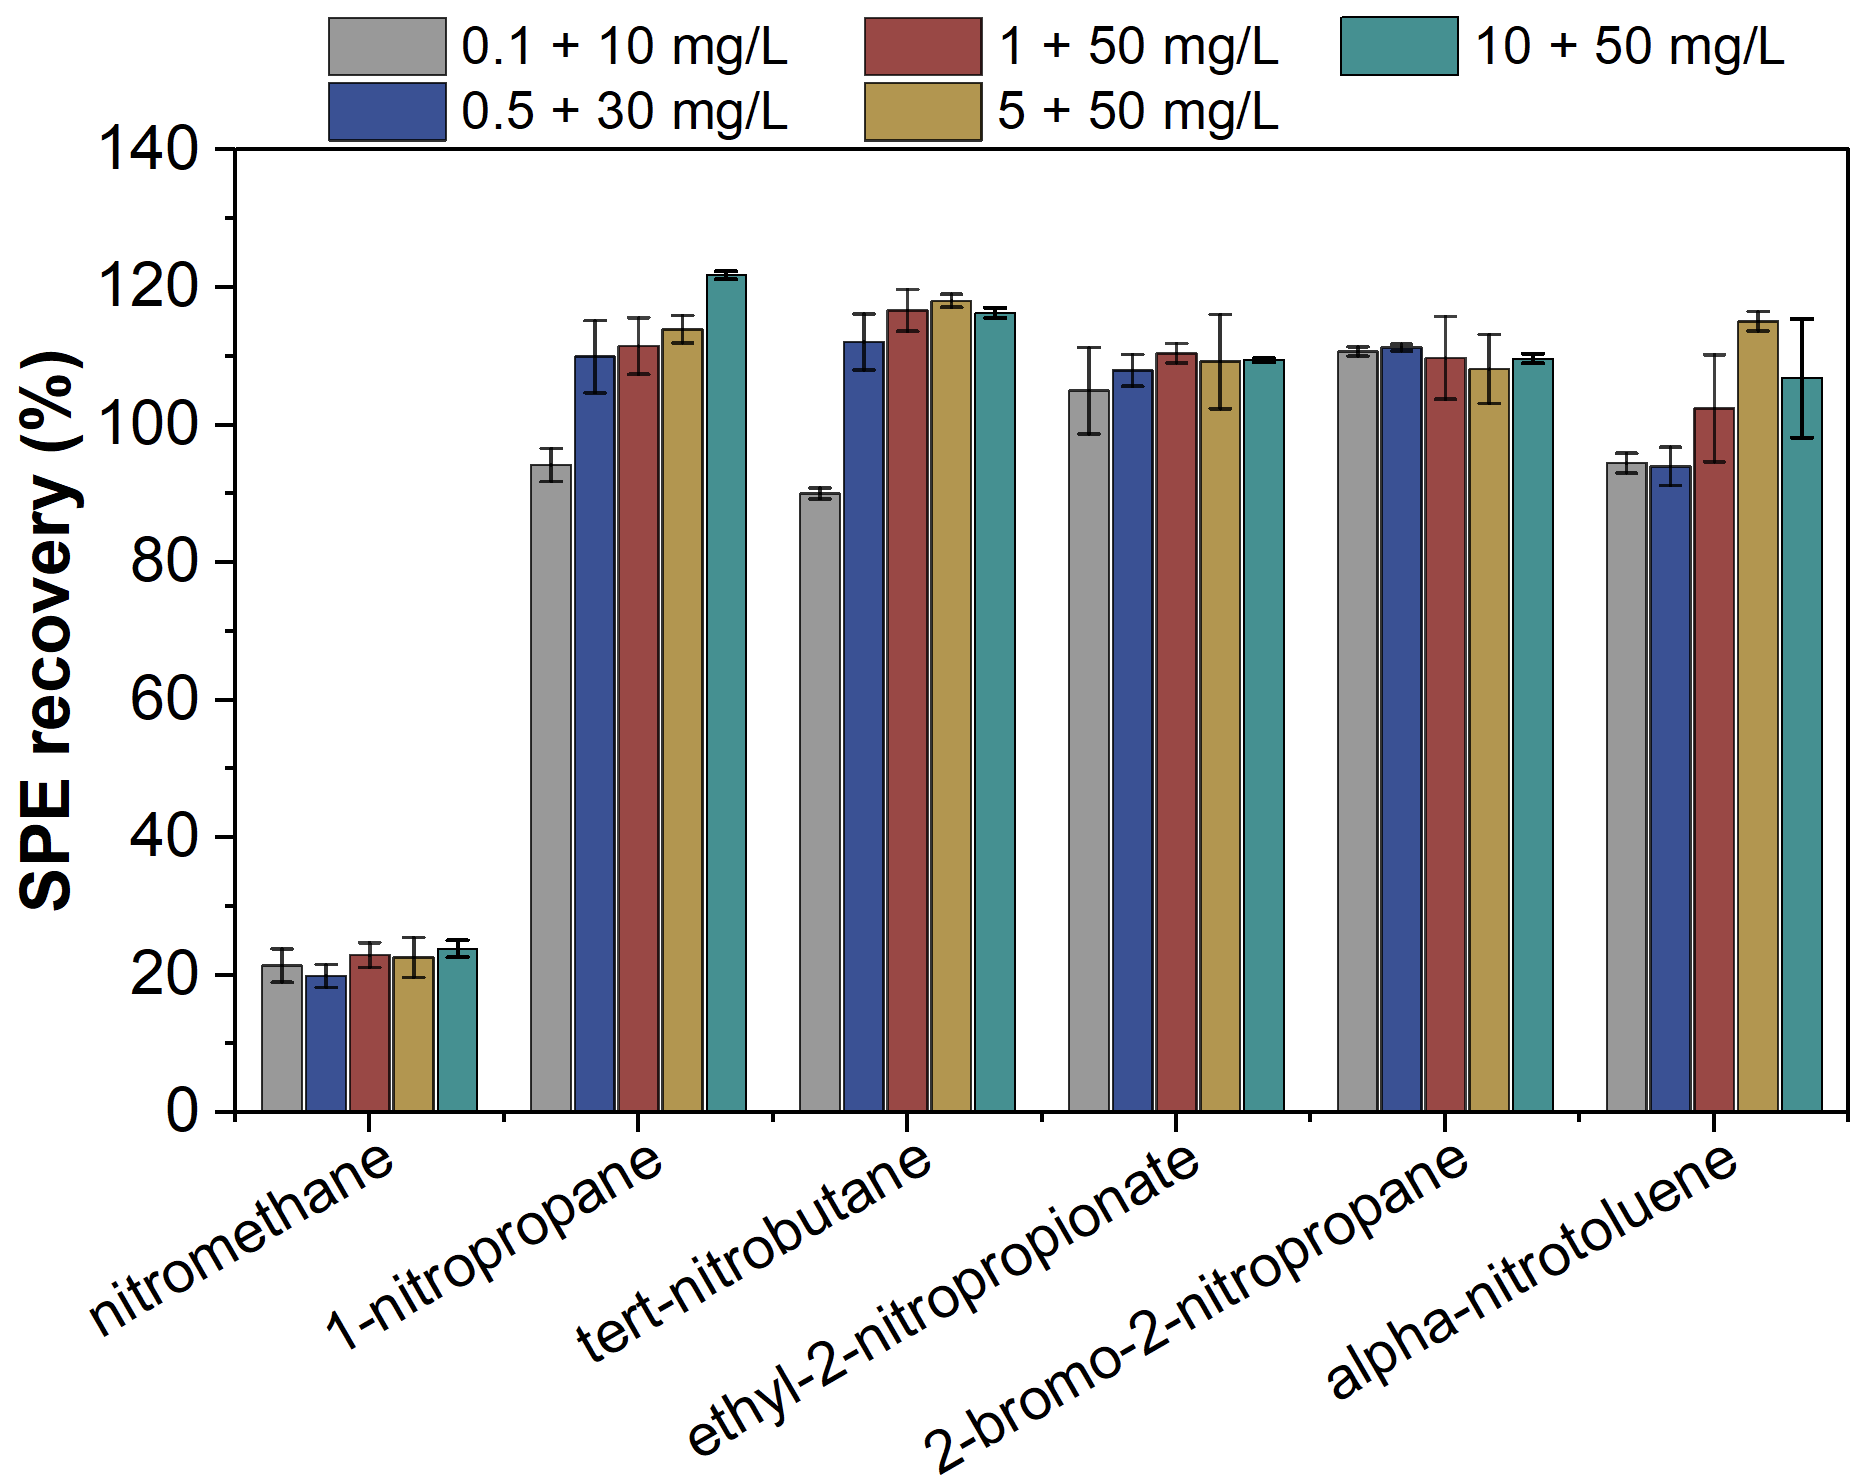 0.1 + 10 mg/L
1 + 50 mg/L
10 + 50 mg/L
0.5 + 30 mg/L
5 + 50 mg/L
140
120
100
80
60
40
20
0
SPE recovery (%)
nitromethane
1-nitropropane
tert-nitrobutane
ethyl-2-nitropropionate
2-bromo-2-nitropropane
alpha-nitrotoluene